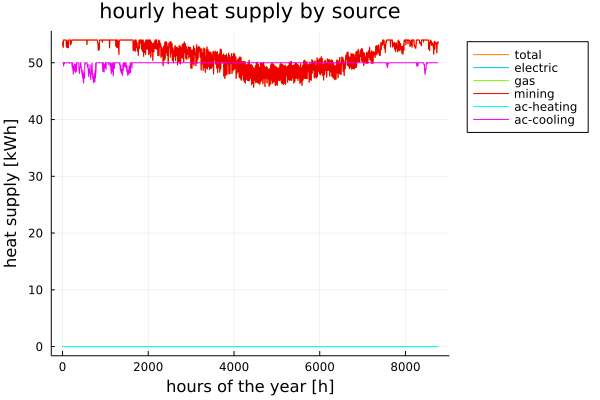 hourly heat supply by source
heat supply [kWh]
50
40
30
20
10
0
0 2000 4000 6000 8000
hours of the year [h]
total
electric
gas
mining
ac-heating
ac-cooling